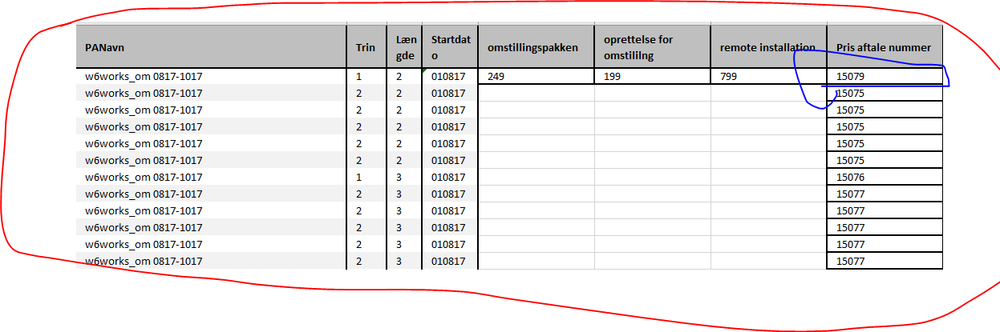 PANavn Trin Læn gde Startdat o omstillingspakken oprettelse for omstililng remote installation Pris aftale nummer
w6works_om 0817-1017 1 2 010817 249 199 799 15079
w6works_om 0817-1017 2 2 010817 15075
w6works_om 0817-1017 2 2 010817 15075
w6works_om 0817-1017 2 2 010817 15075
w6works_om 0817-1017 2 2 010817 15075
w6works_om 0817-1017 2 2 010817 15075
w6works_om 0817-1017 1 3 010817 15076
w6works_om 0817-1017 2 3 010817 15077
w6works_om 0817-1017 2 3 010817 15077
w6works_om 0817-1017 2 3 010817 15077
w6works_om 0817-1017 2 3 010817 15077
w6works_om 0817-1017 2 3 010817 15077